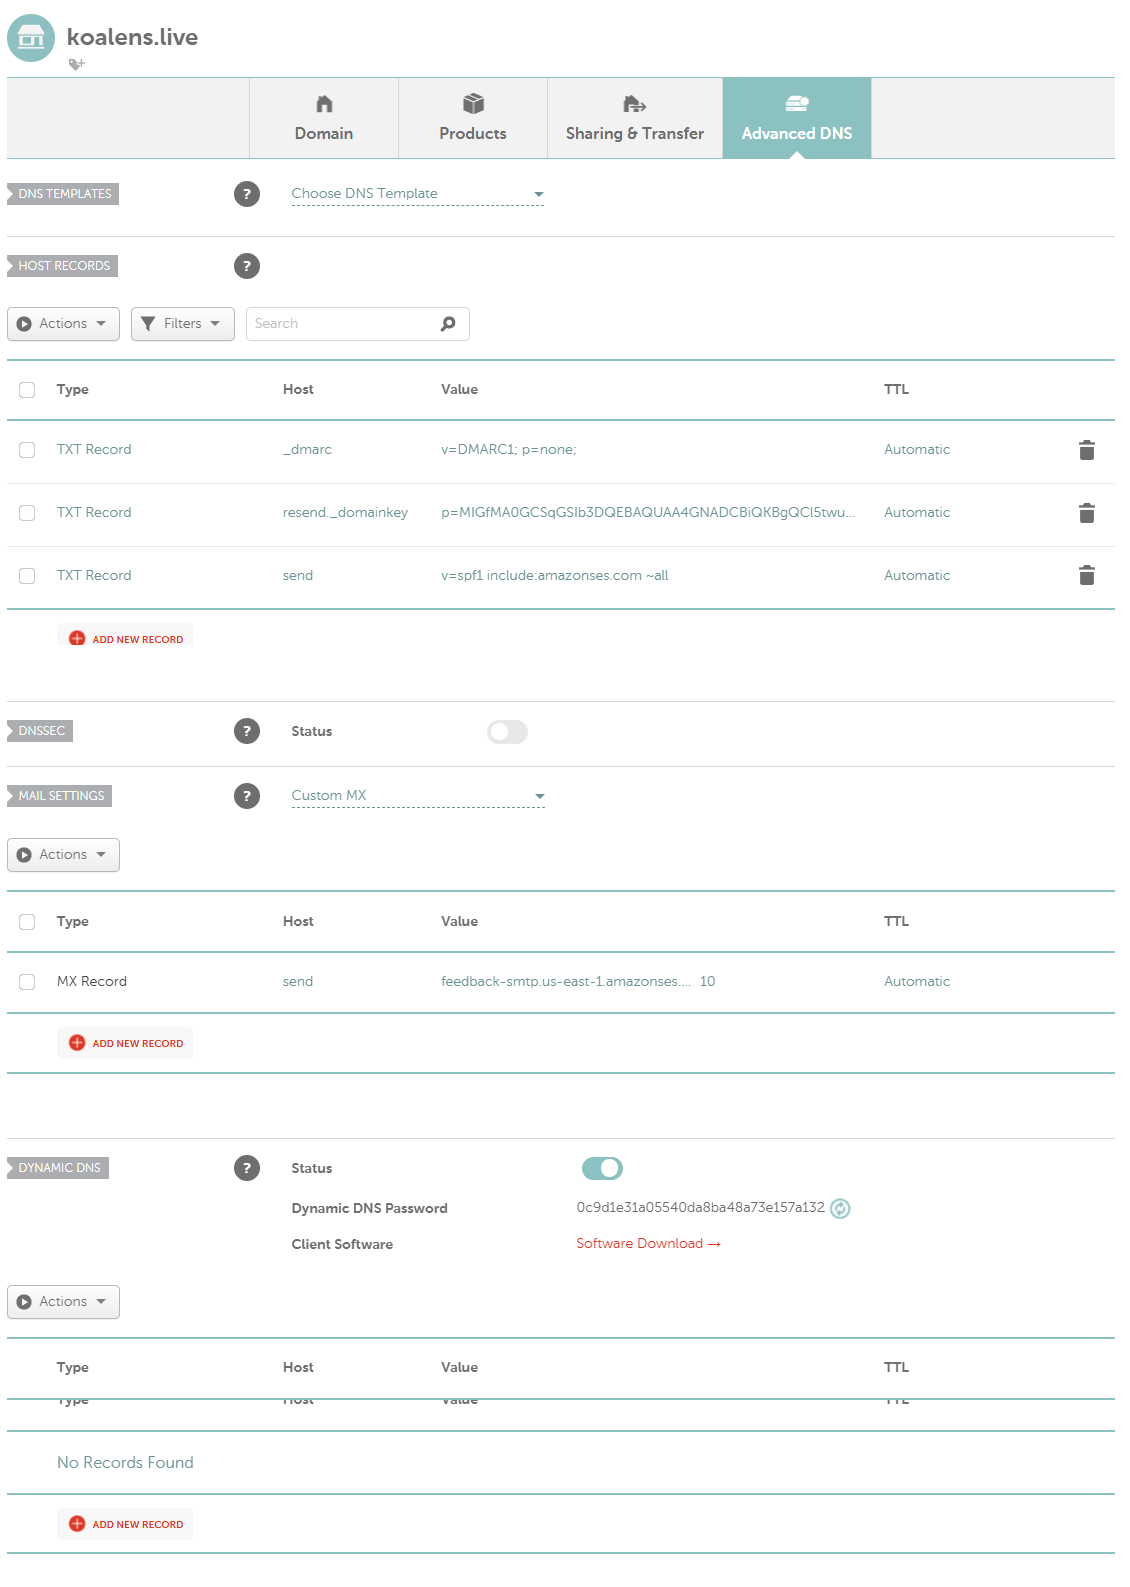 koalens.live
Domain
Products
Sharing & Transfer
Advanced DNS
DNS TEMPLATES
?
Choose DNS Template
HOST RECORDS
?
Actions
Filters
Search
Type Host Value TTL
TXT Record _dmarc v=DMARC1; p=none; Automatic
TXT Record resend._domainkey p=MIGfMA0GCSqGSIb3DQEBAQUAA4GNADCBiQKBgQCl5twu... Automatic
TXT Record send v=spf1 include:amazonses.com ~all Automatic
ADD NEW RECORD
DNSSEC
?
Status
MAIL SETTINGS
?
Custom MX
Actions
Type Host Value TTL
MX Record send feedback-smtp.us-east-1.amazonses.... 10 Automatic
ADD NEW RECORD
DYNAMIC DNS
?
Status
Dynamic DNS Password 0c9d1e31a05540da8ba48a73e157a132
Client Software Software Download →
Actions
Type Host Value TTL
Type Host Value TTL
No Records Found
ADD NEW RECORD